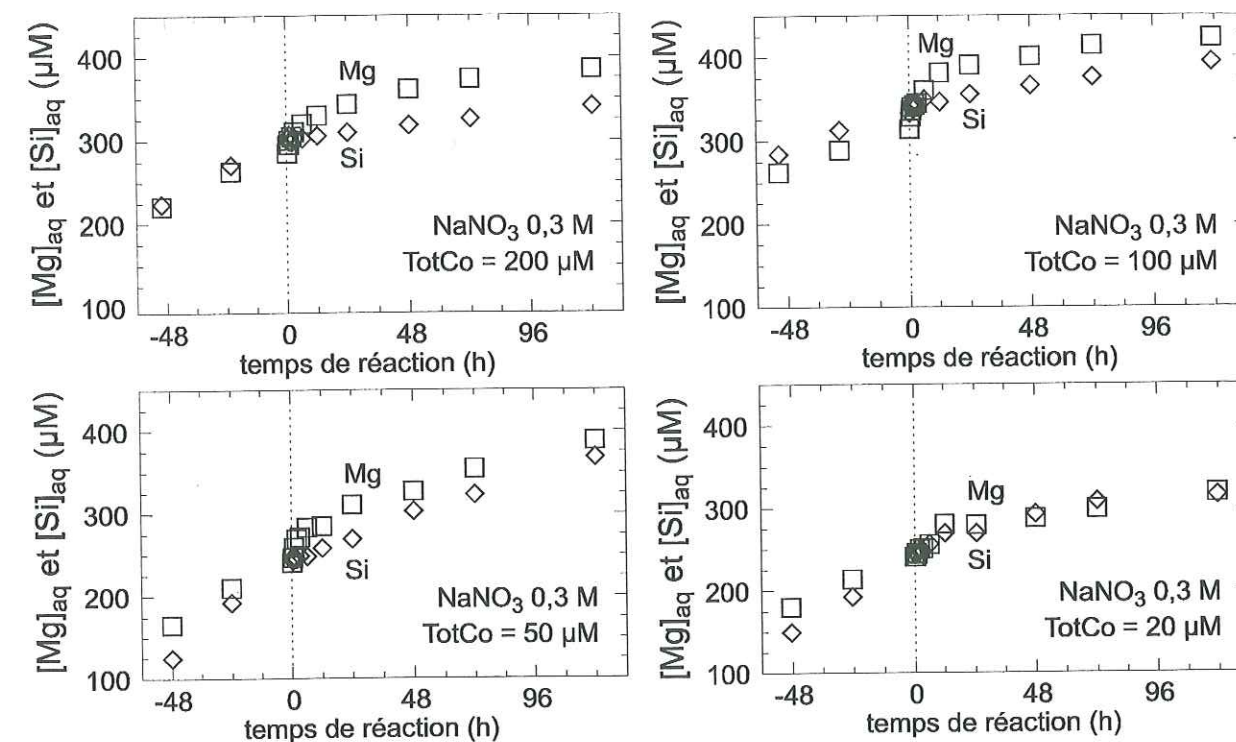 [Mg]aq et [Si]aq (µM)
400
300
200
100
Mg
Si
NaNO3 0,3 M
TotCo = 200 µM
-48 0 48 96
temps de réaction (h)
[Mg]aq et [Si]aq (µM)
400
300
200
100
Mg
Si
NaNO3 0,3 M
TotCo = 100 µM
-48 0 48 96
temps de réaction (h)
[Mg]aq et [Si]aq (µM)
400
300
200
100
Mg
Si
NaNO3 0,3 M
TotCo = 50 µM
-48 0 48 96
temps de réaction (h)
[Mg]aq et [Si]aq (µM)
400
300
200
100
Mg
Si
NaNO3 0,3 M
TotCo = 20 µM
-48 0 48 96
temps de réaction (h)